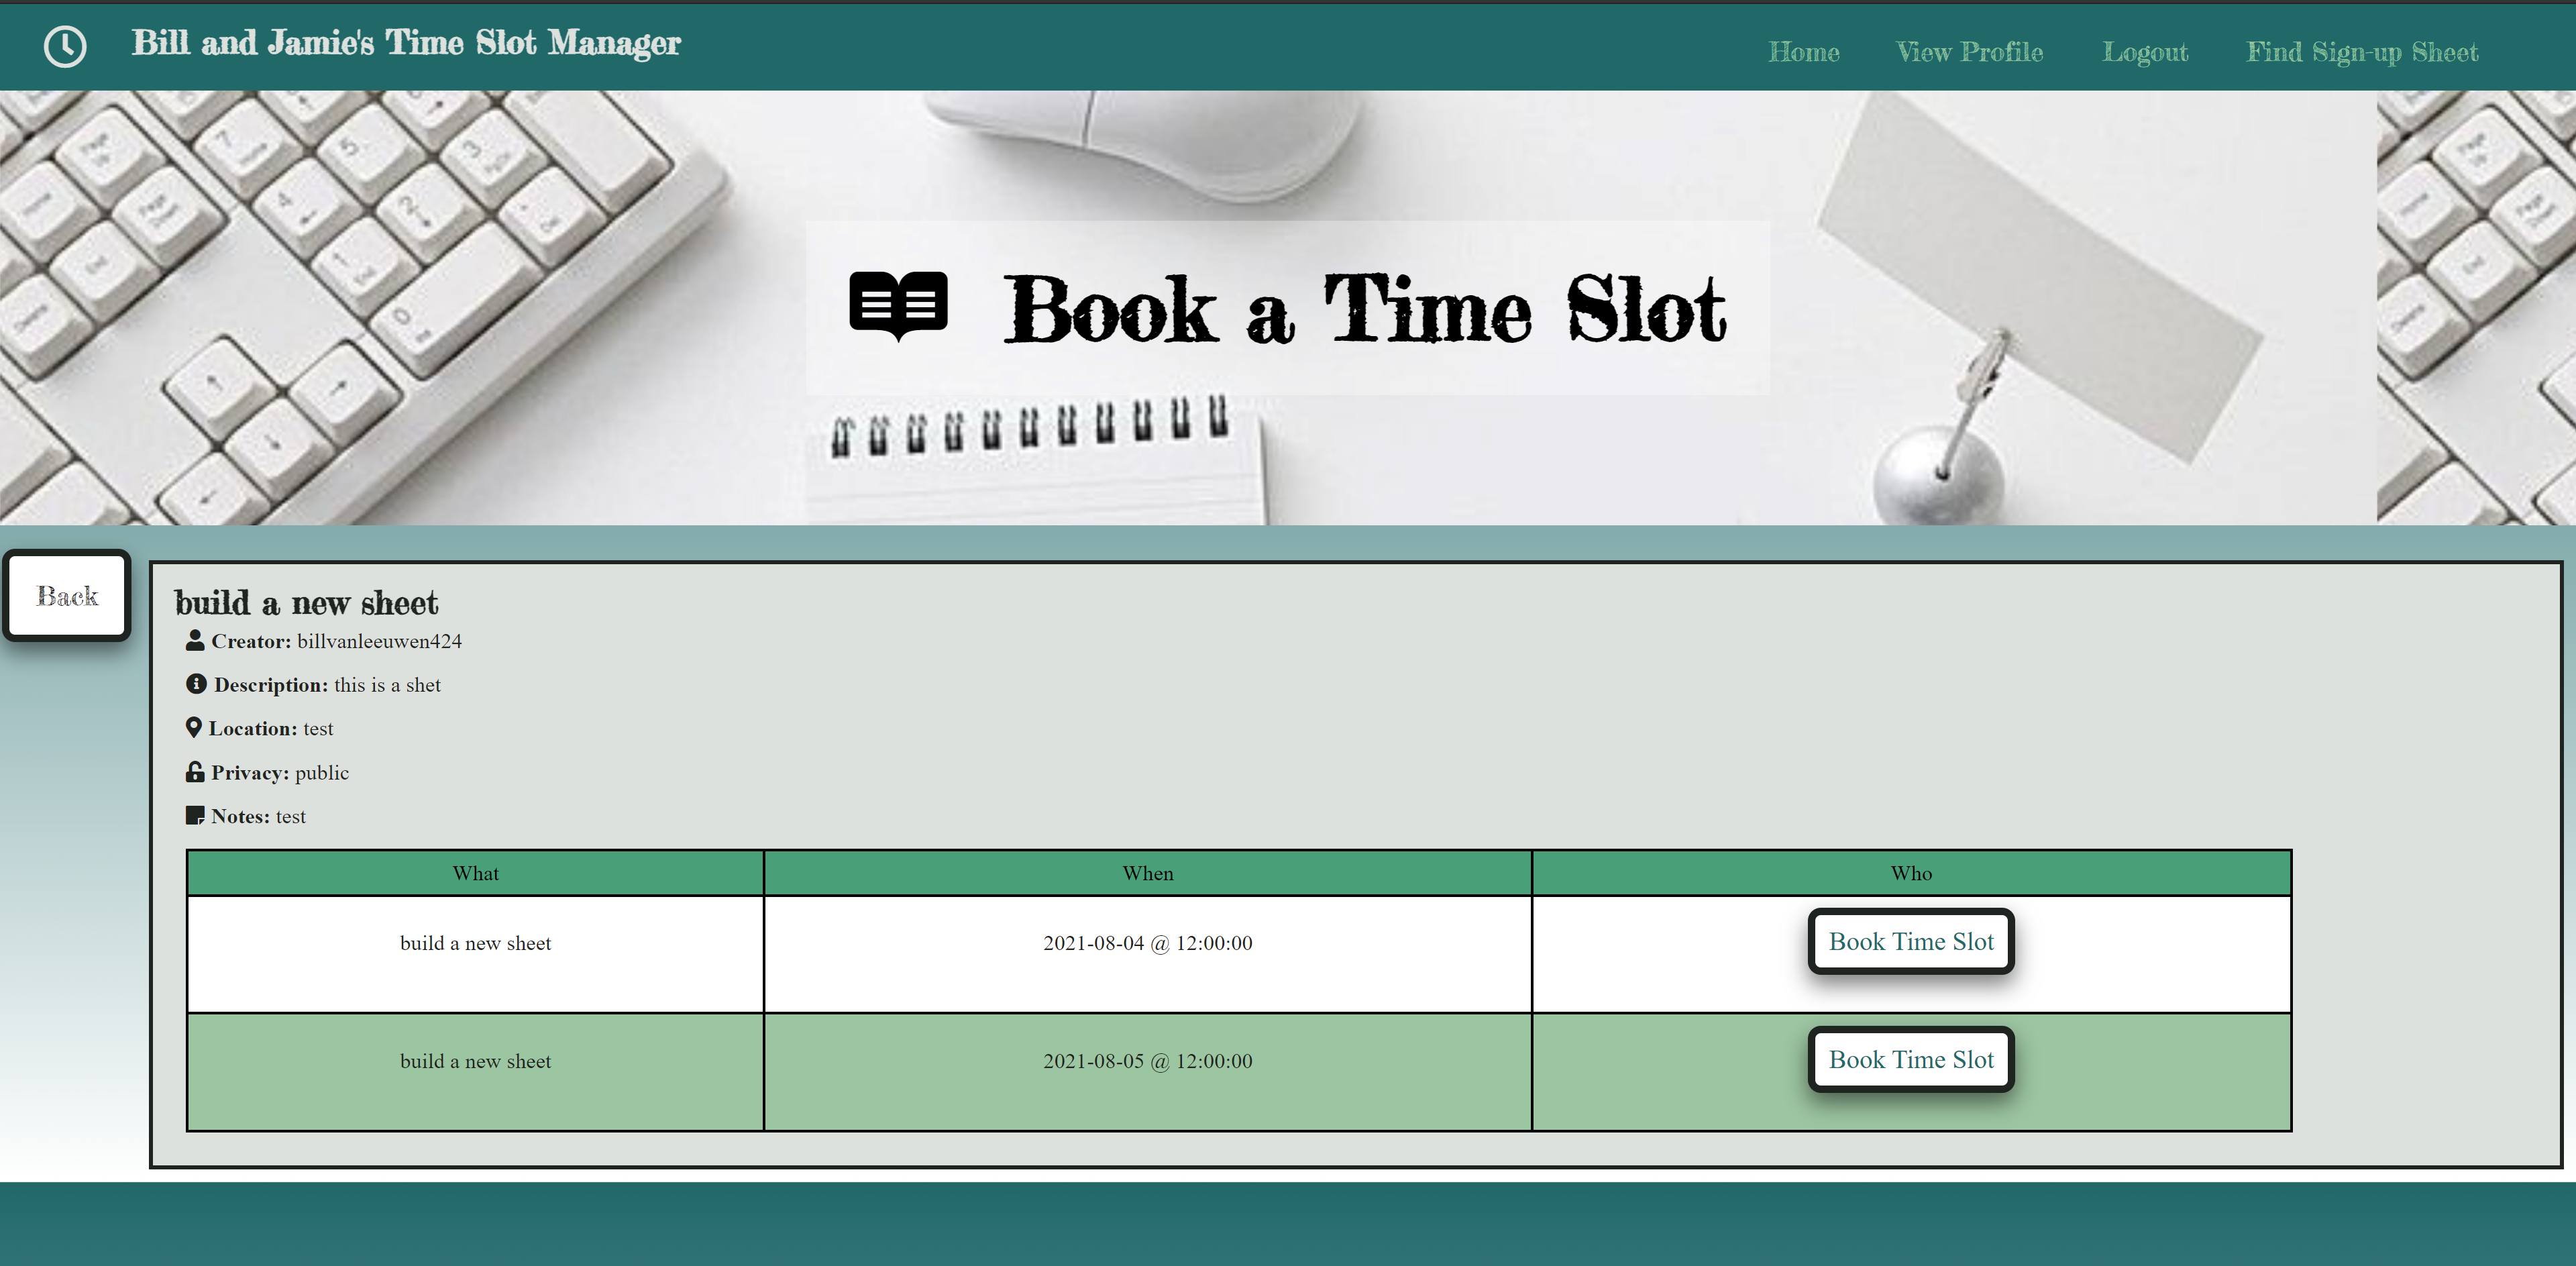 Bill and Jamie's Time Slot Manager
Home View Profile Logout Find Sign-up Sheet
Book a Time Slot
Back
build a new sheet
Creator: billvanleeuwen424
Description: this is a shet
Location: test
Privacy: public
Notes: test
What When Who
build a new sheet 2021-08-04 @ 12:00:00 Book Time Slot
build a new sheet 2021-08-05 @ 12:00:00 Book Time Slot